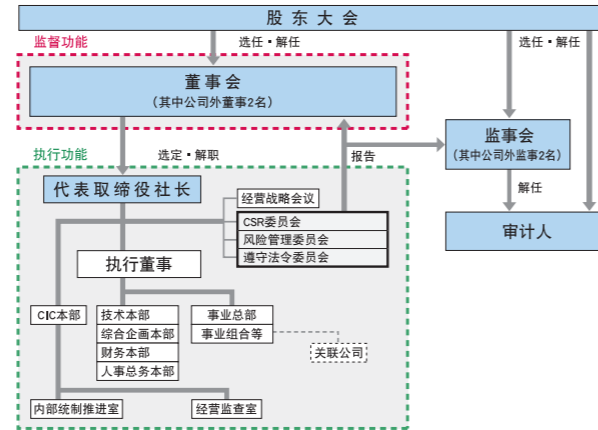 股东大会
监督功能
选任・解任
选任・解任
董事会
（其中公司外董事2名）
执行功能
选定・解职
报告
监事会
（其中公司外监事2名）
解任
审计人
代表取缔役社长
经营战略会议
CSR委员会
风险管理委员会
遵守法令委员会
执行董事
CIC本部
技术本部
综合企画本部
财务本部
人事总务本部
事业总部
事业组合等
关联公司
内部统制推进室
经营监查室